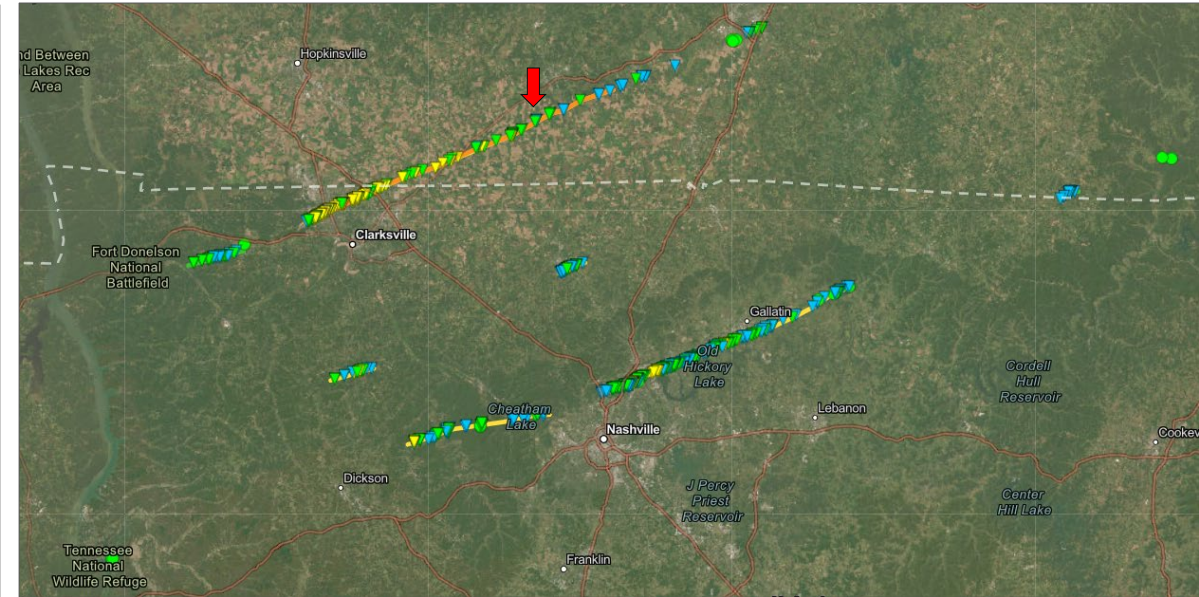 nd Between
Lakes Rec
Area
Hopkinsville
Clarksville
Fort Donelson
National
Battlefield
Gallatin
Old
Hickory
Lake
Cordell
Hull
Reservoir
Cheatham
Lake
Lebanon
Nashville
Cookev
Dickson
J Percy
Priest
Reservoir
Center
Hill Lake
Tennessee
National
Wildlife Refuge
Franklin